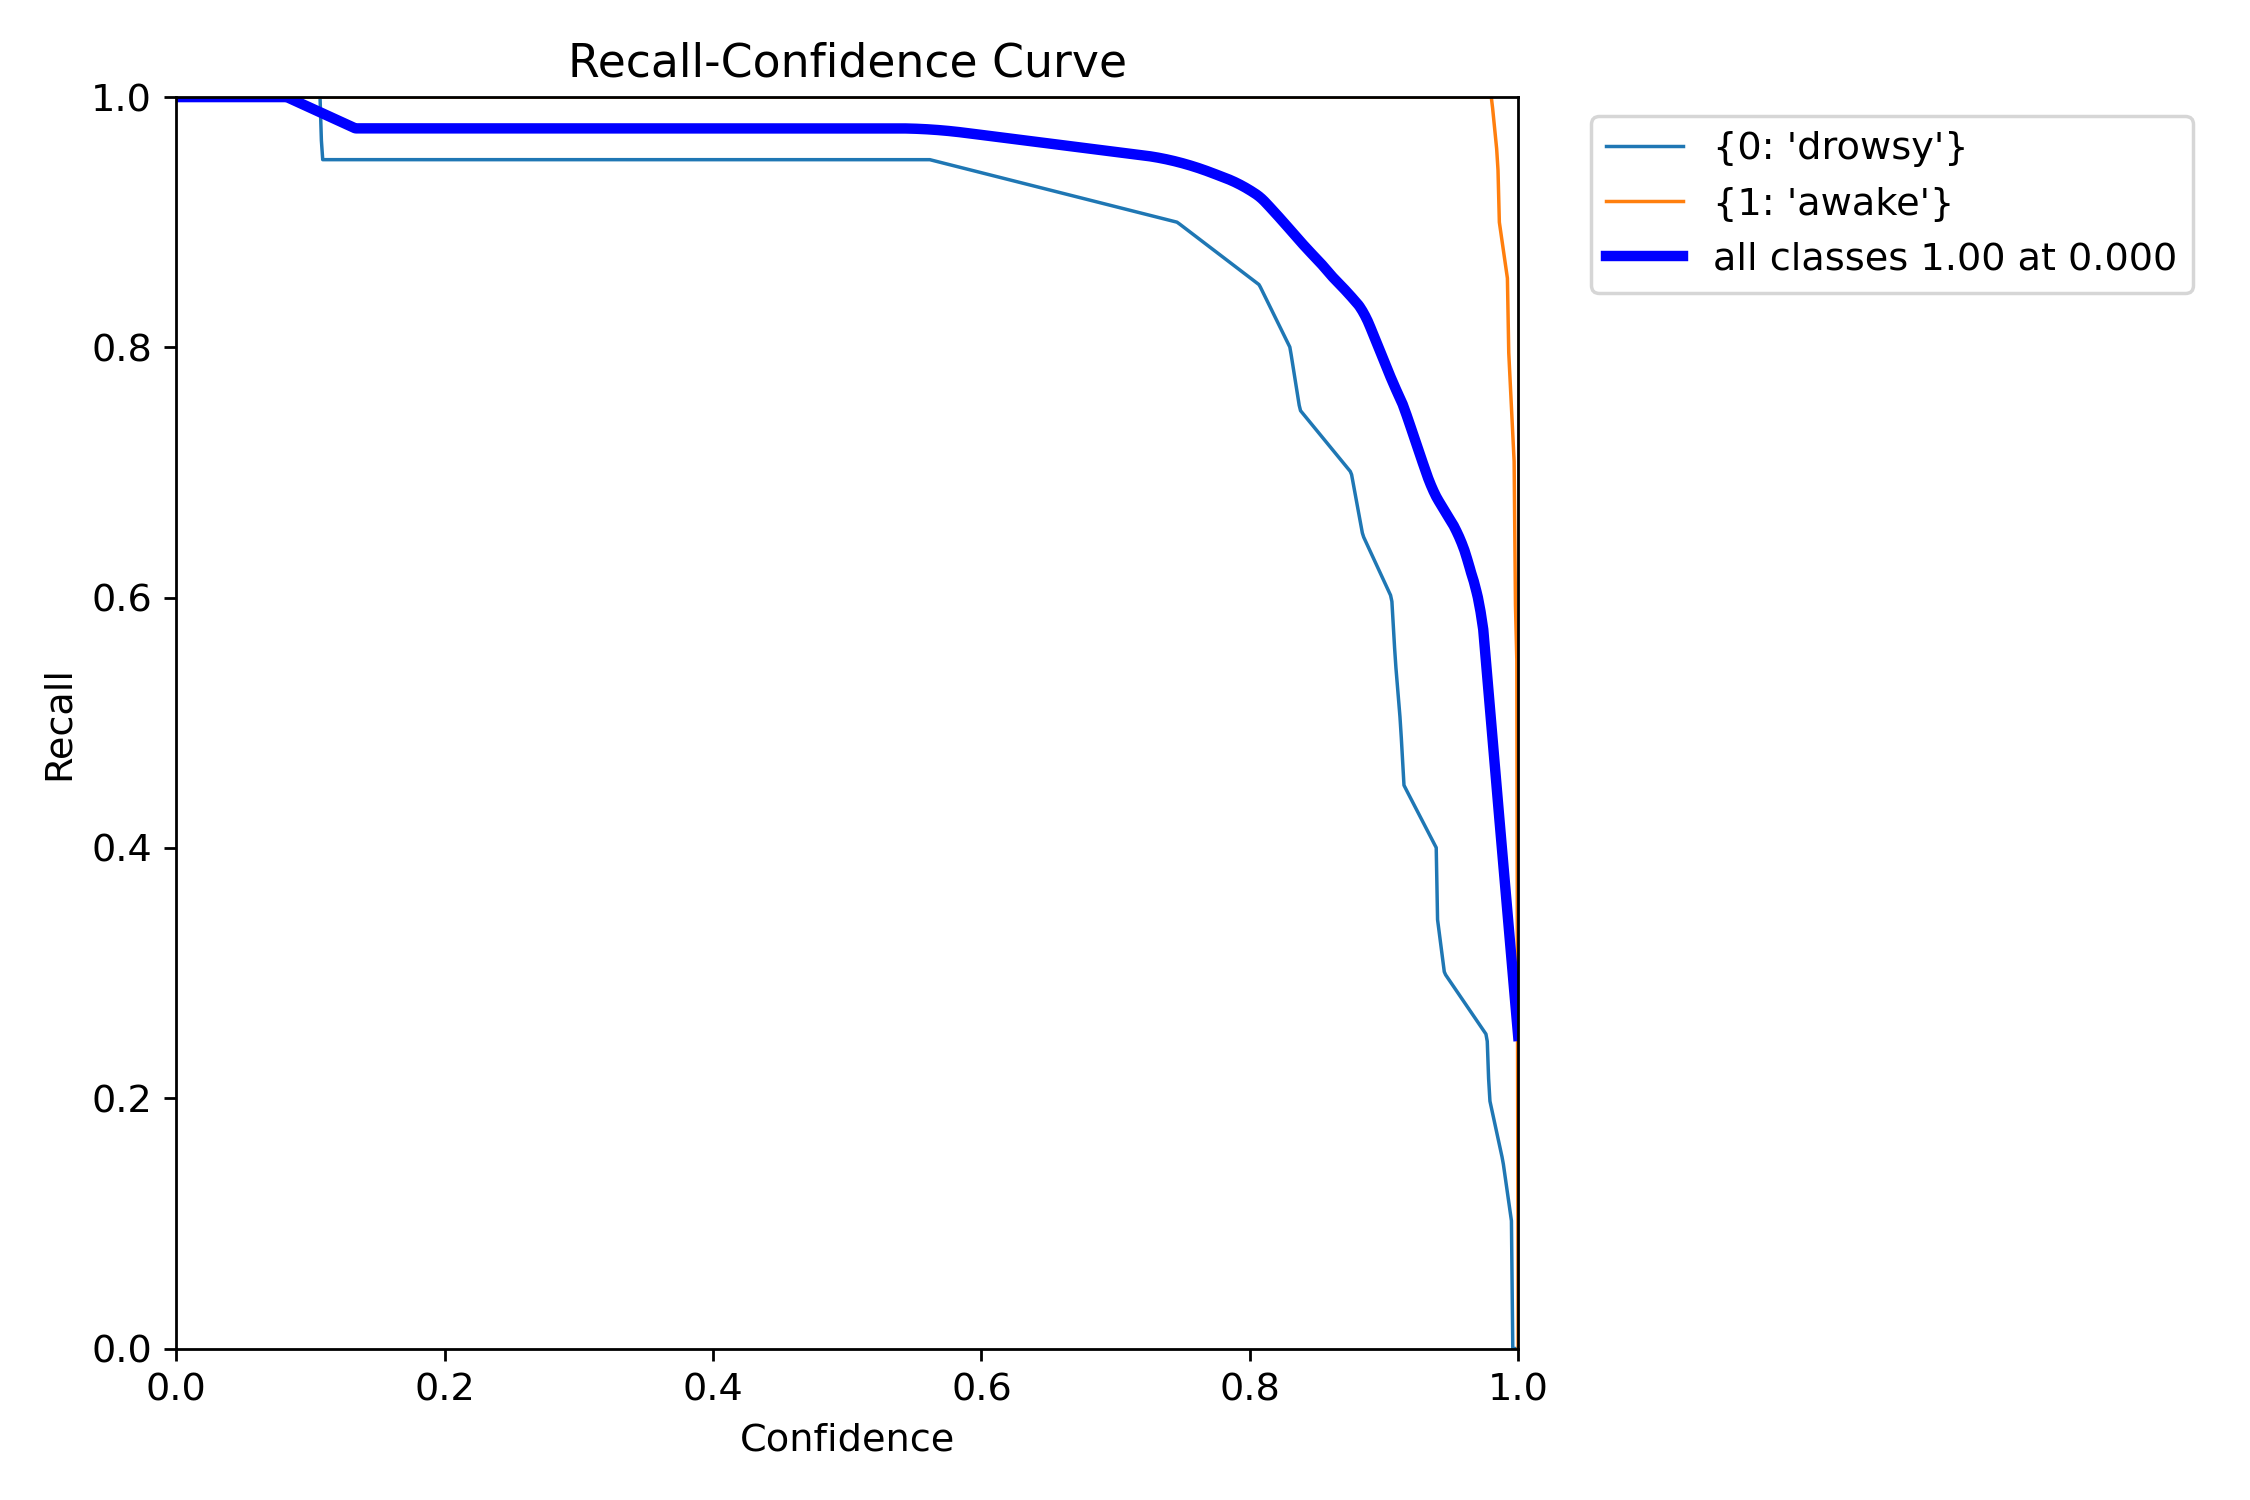 Recall-Confidence Curve
1.0
0.8
0.6
0.4
0.2
0.0
Recall
0.0 0.2 0.4 0.6 0.8 1.0
Confidence
{0: 'drowsy'}
{1: 'awake'}
all classes 1.00 at 0.000